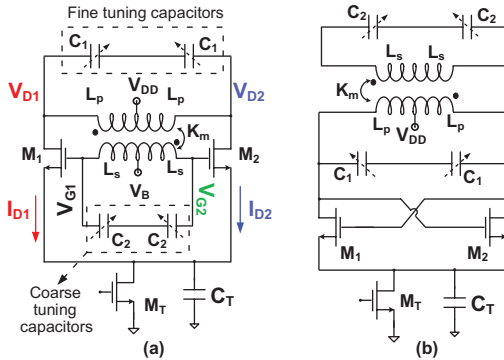 Fine tuning capacitors
C1 C1
VD1 VD2
Lp VDD Lp
Km
M1 M2
Ls Ls
VB
VG1 VG2
ID1 ID2
C2 C2
Coarse tuning capacitors
MT CT
(a)
C2 C2
Ls Ls
Km
Lp Lp
VDD
C1 C1
M1 M2
MT CT
(b)